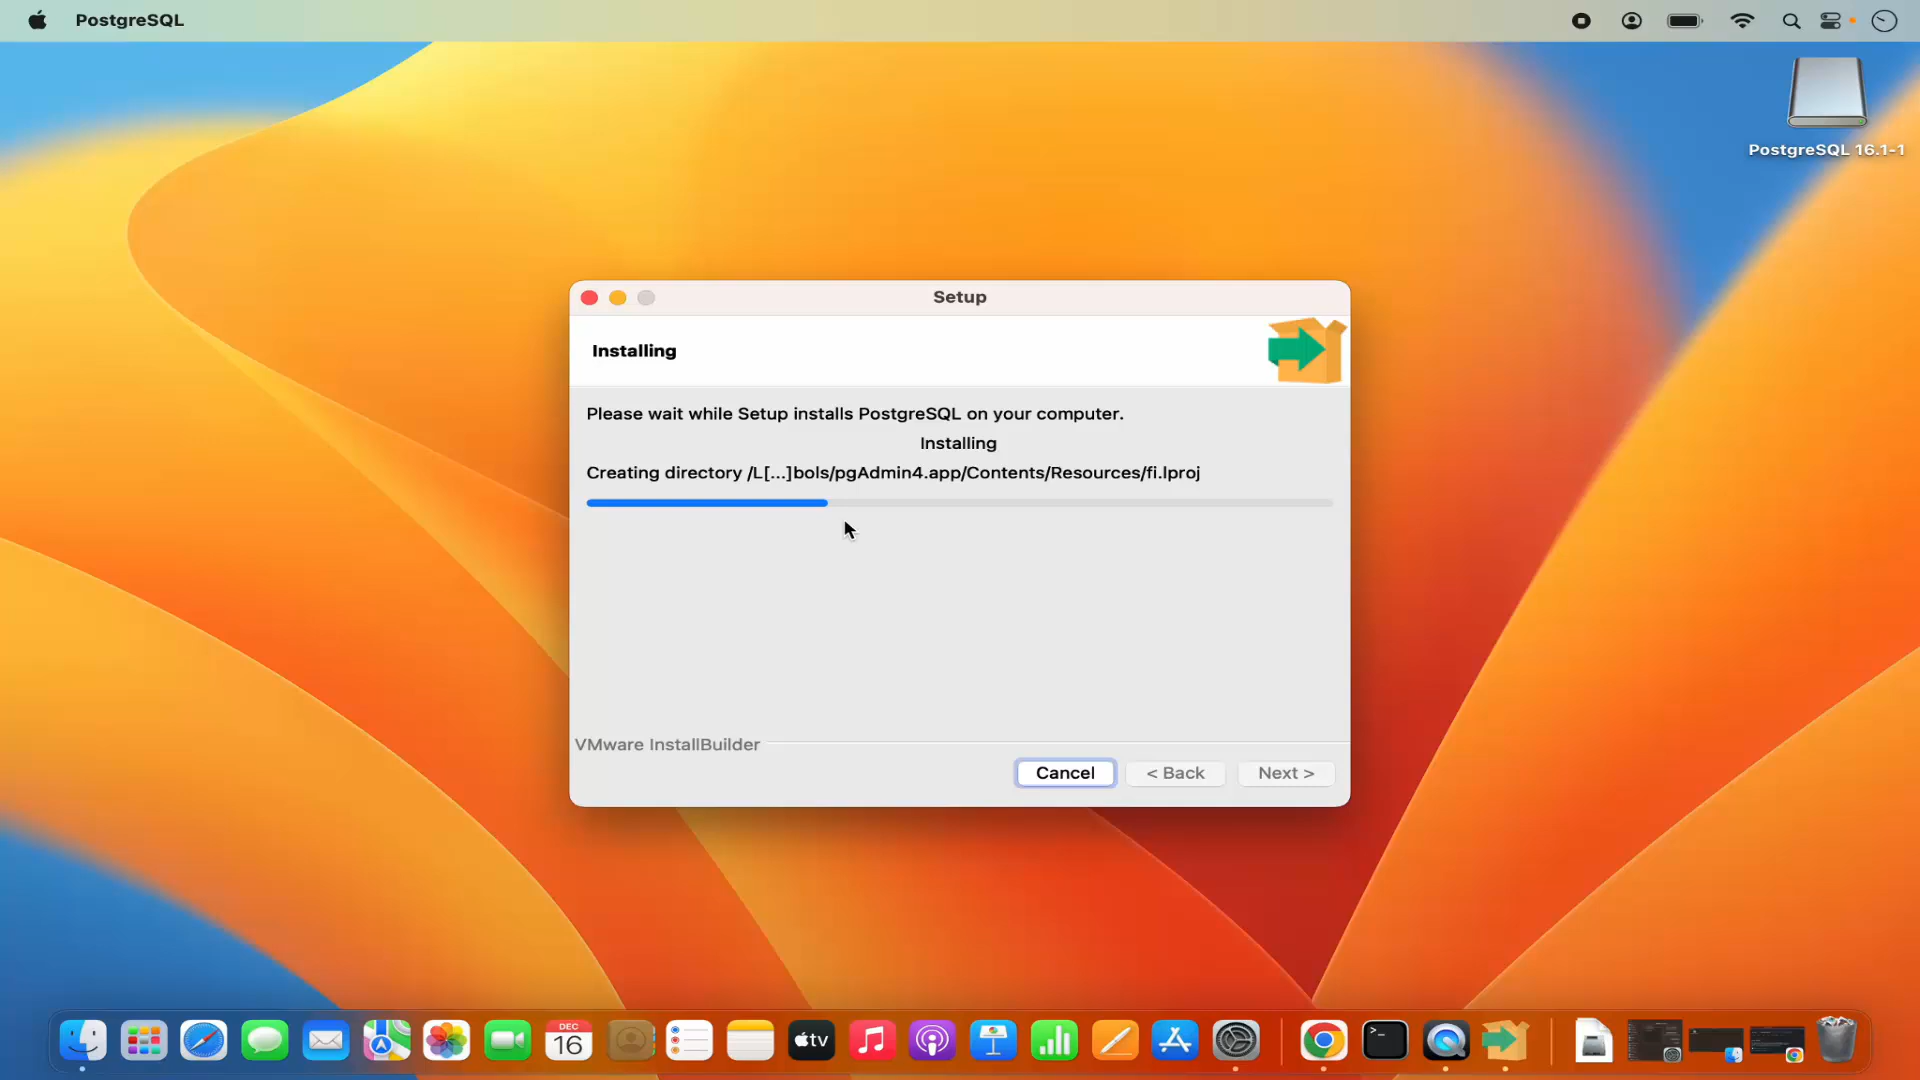 PostgreSQL
PostgreSQL 16.1-1
Setup
Installing
Please wait while Setup installs PostgreSQL on your computer.
Installing
Creating directory /L[...]bols/pgAdmin4.app/Contents/Resources/fi.lproj
VMware InstallBuilder
Cancel
< Back
Next >
DEC
16
tv
>_